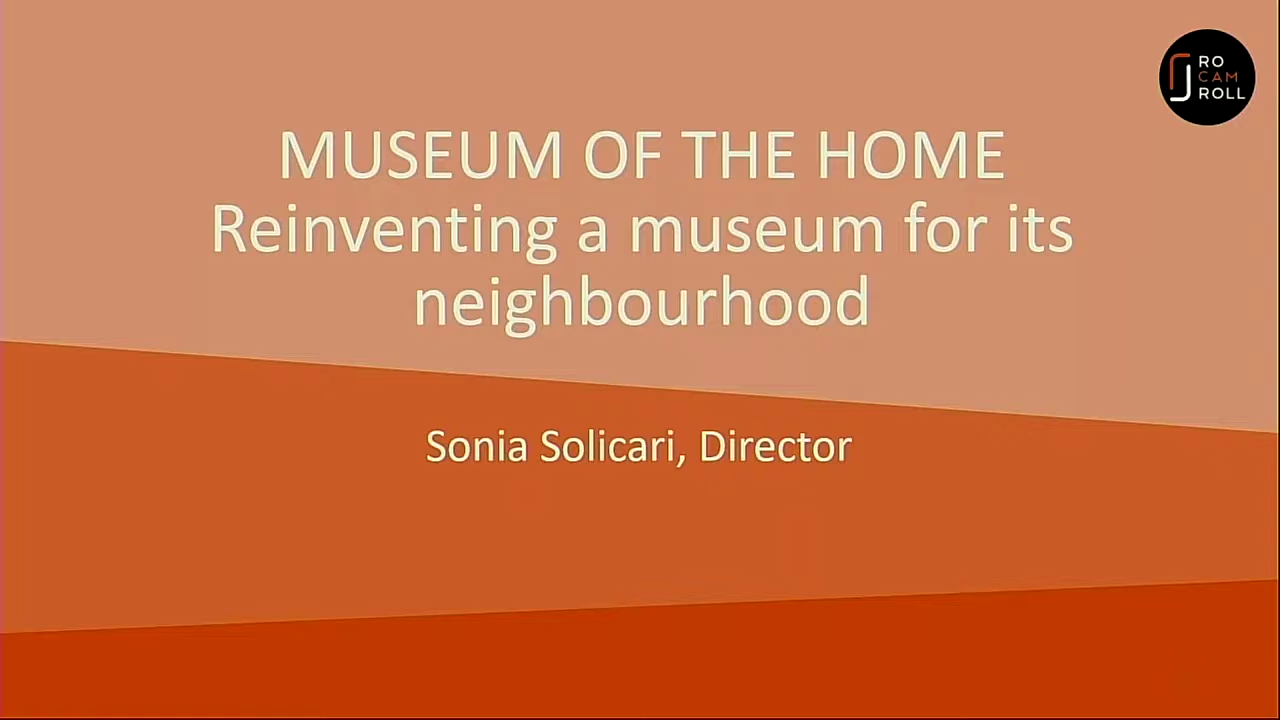 RO
CAM
ROLL
MUSEUM OF THE HOME
Reinventing a museum for its
neighbourhood
Sonia Solicari, Director